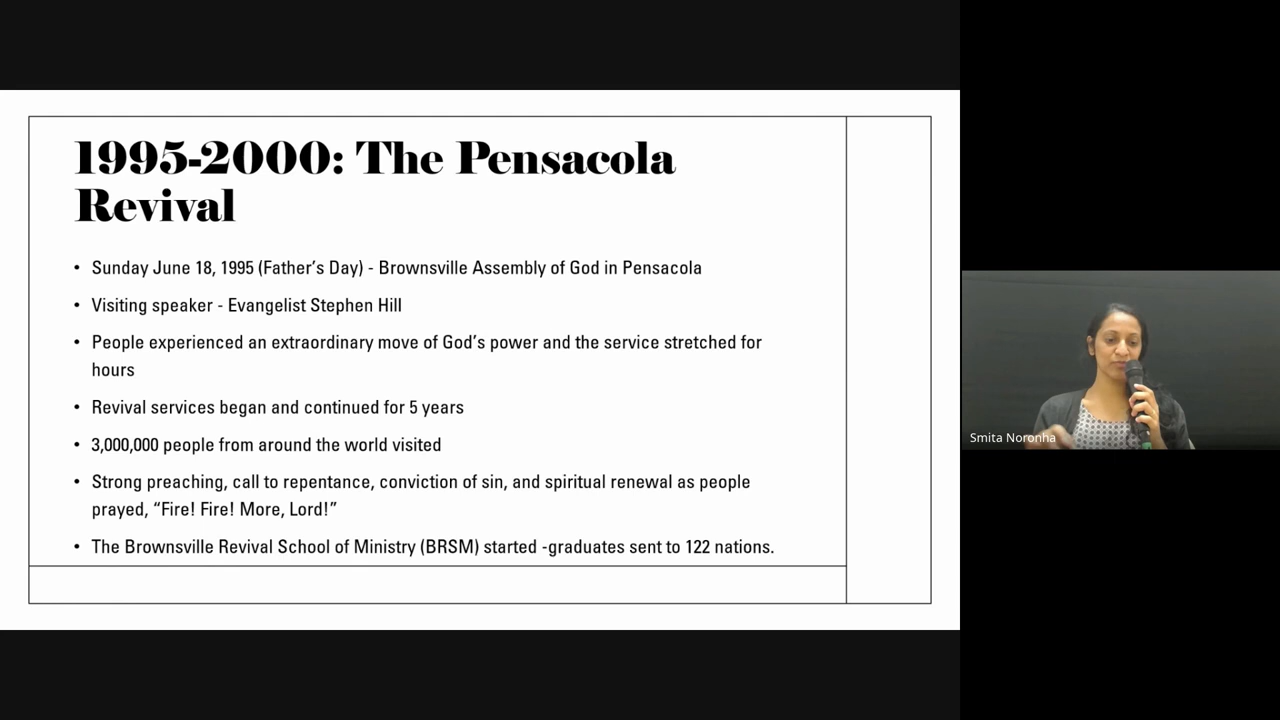 1995-2000: The Pensacola
Revival
• Sunday June 18, 1995 (Father’s Day) - Brownsville Assembly of God in Pensacola
• Visiting speaker - Evangelist Stephen Hill
• People experienced an extraordinary move of God’s power and the service stretched for
hours
• Revival services began and continued for 5 years
• 3,000,000 people from around the world visited
• Strong preaching, call to repentance, conviction of sin, and spiritual renewal as people
prayed, “Fire! Fire! More, Lord!”
• The Brownsville Revival School of Ministry (BRSM) started -graduates sent to 122 nations.
Smita Noronha